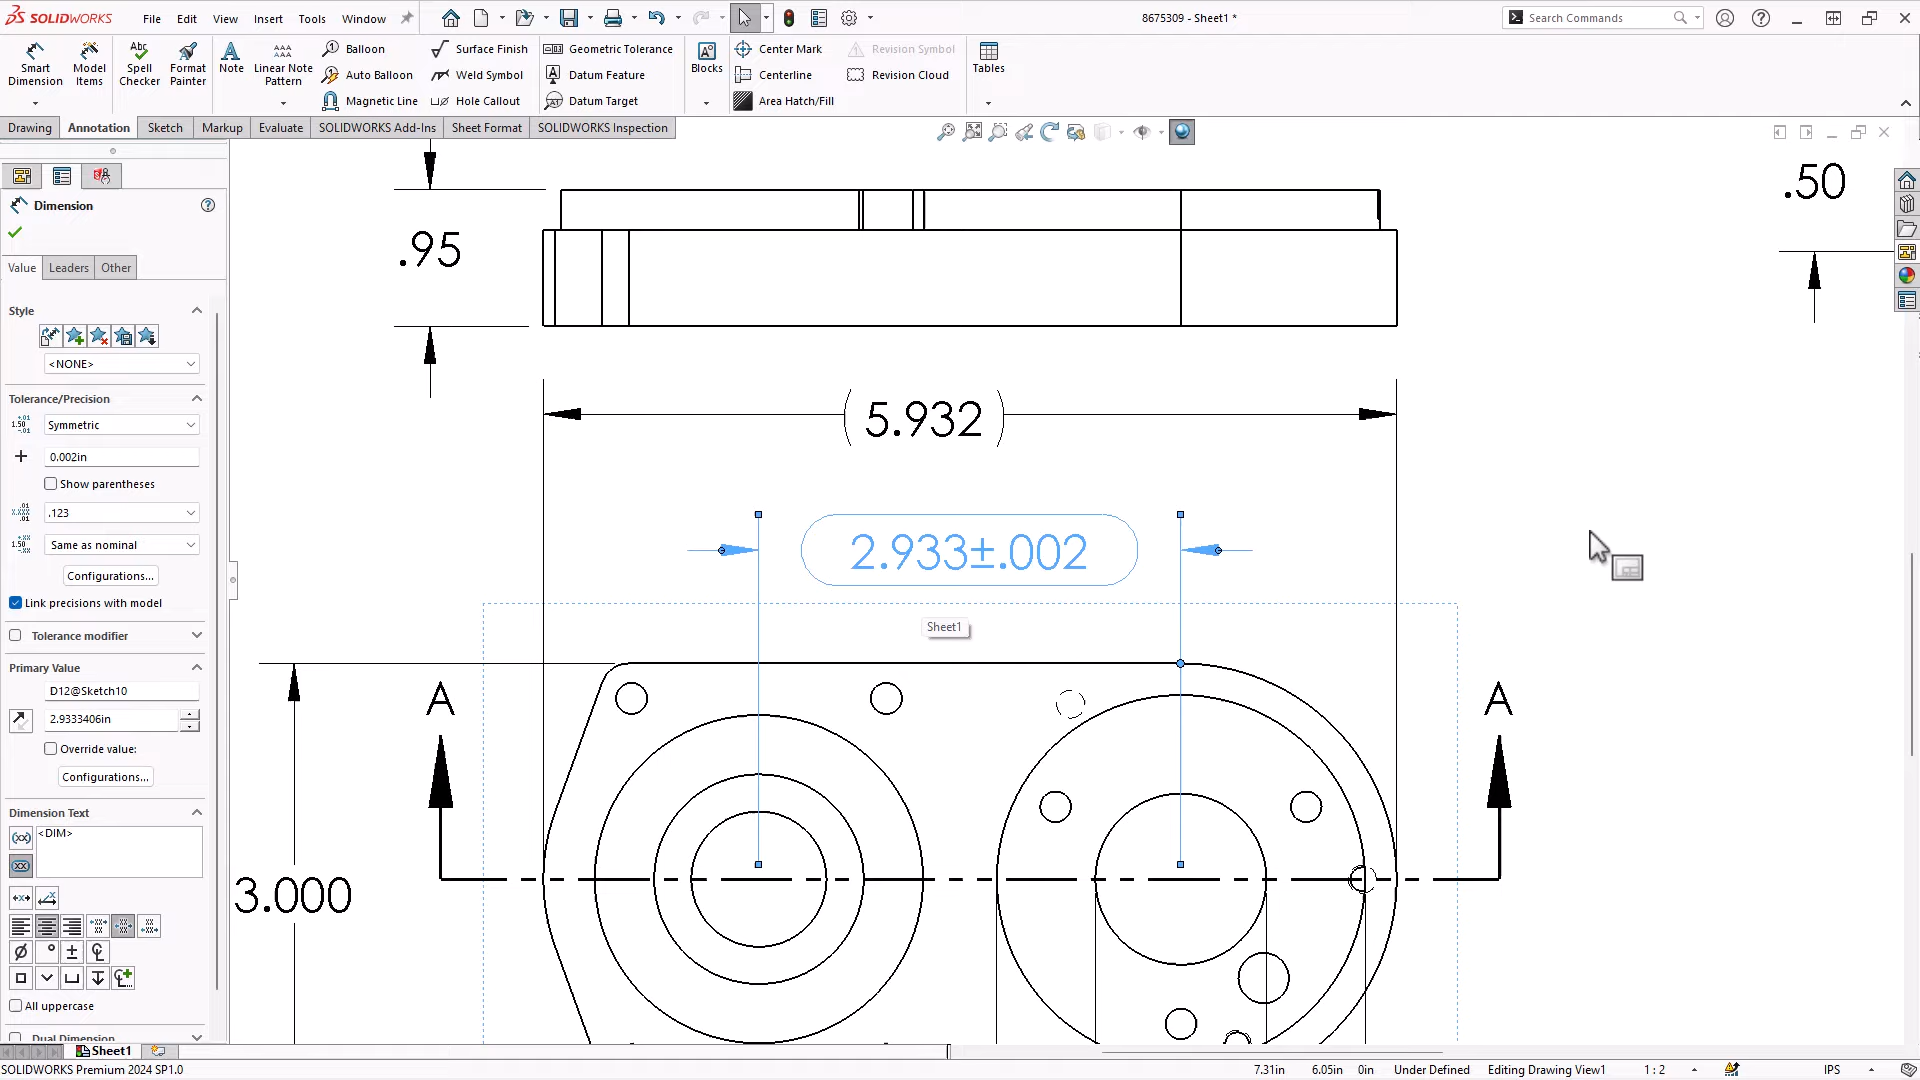 SOLIDWORKS
File
Edit
View
Insert
Tools
Window
8675309 - Sheet1 *
Search Commands
Smart
Dimension
Model
Items
Abc
Spell
Checker
Format
Painter
Note
Linear Note
Pattern
Balloon
Auto Balloon
Magnetic Line
Surface Finish
Weld Symbol
Hole Callout
Geometric Tolerance
Datum Feature
Datum Target
Blocks
Center Mark
Centerline
Area Hatch/Fill
Revision Symbol
Revision Cloud
Tables
Drawing
Annotation
Sketch
Markup
Evaluate
SOLIDWORKS Add-Ins
Sheet Format
SOLIDWORKS Inspection
Dimension
Value
Leaders
Other
Style
<NONE>
Tolerance/Precision
Symmetric
0.002in
Show parentheses
.123
Same as nominal
Configurations...
Link precisions with model
Tolerance modifier
Primary Value
D12@Sketch10
2.9333406in
Override value:
Configurations...
Dimension Text
<DIM>
All uppercase
Dual Dimension
.95
.50
(5.932)
2.933±.002
Sheet1
A
A
3.000
Sheet1
SOLIDWORKS Premium 2024 SP1.0
7.31in
6.05in
0in
Under Defined
Editing Drawing View1
1 : 2
IPS